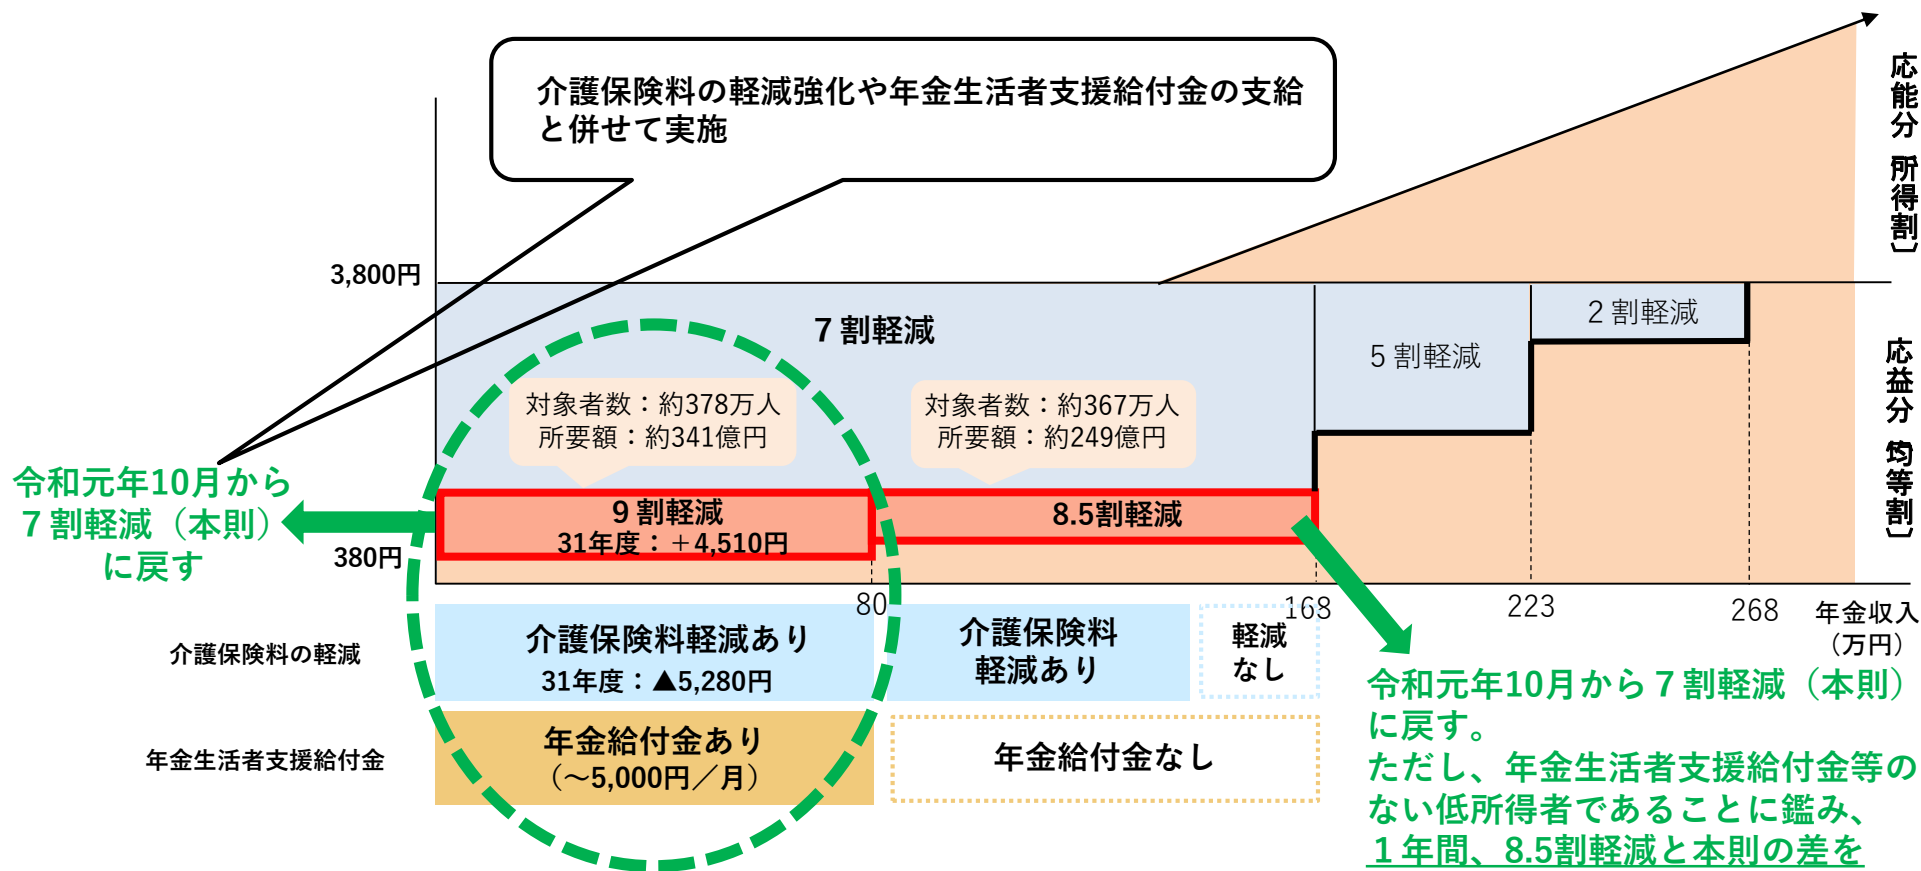 介護保険料の軽減強化や年金生活者支援給付金の支給
と併せて実施
応能分〔所得割〕
3,800円
７割軽減
２割軽減
５割軽減
応益分〔均等割〕
対象者数：約378万人
所要額：約341億円
対象者数：約367万人
所要額：約249億円
令和元年10月から
７割軽減（本則）
に戻す
９割軽減
31年度：＋4,510円
8.5割軽減
380円
80
168
223
268
年金収入
（万円）
介護保険料の軽減
介護保険料軽減あり
31年度：▲5,280円
介護保険料
軽減あり
軽減
なし
年金生活者支援給付金
年金給付金あり
（～5,000円／月）
年金給付金なし
令和元年10月から７割軽減（本則）
に戻す。
ただし、年金生活者支援給付金等の
ない低所得者であることに鑑み、
１年間、8.5割軽減と本則の差を